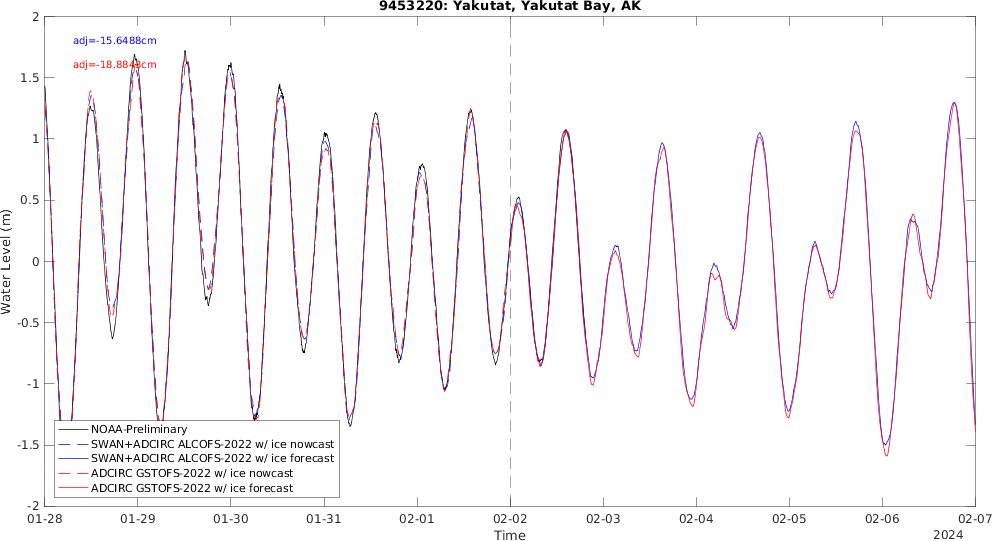 9453220: Yakutat, Yakutat Bay, AK
adj=-15.6488cm
adj=-18.8848cm
Water Level (m)
2
1.5
1
0.5
0
-0.5
-1
-1.5
-2
NOAA-Preliminary
SWAN+ADCIRC ALCOFS-2022 w/ ice nowcast
SWAN+ADCIRC ALCOFS-2022 w/ ice forecast
ADCIRC GSTOFS-2022 w/ ice nowcast
ADCIRC GSTOFS-2022 w/ ice forecast
01-28 01-29 01-30 01-31 02-01 02-02 02-03 02-04 02-05 02-06 02-07
Time
2024